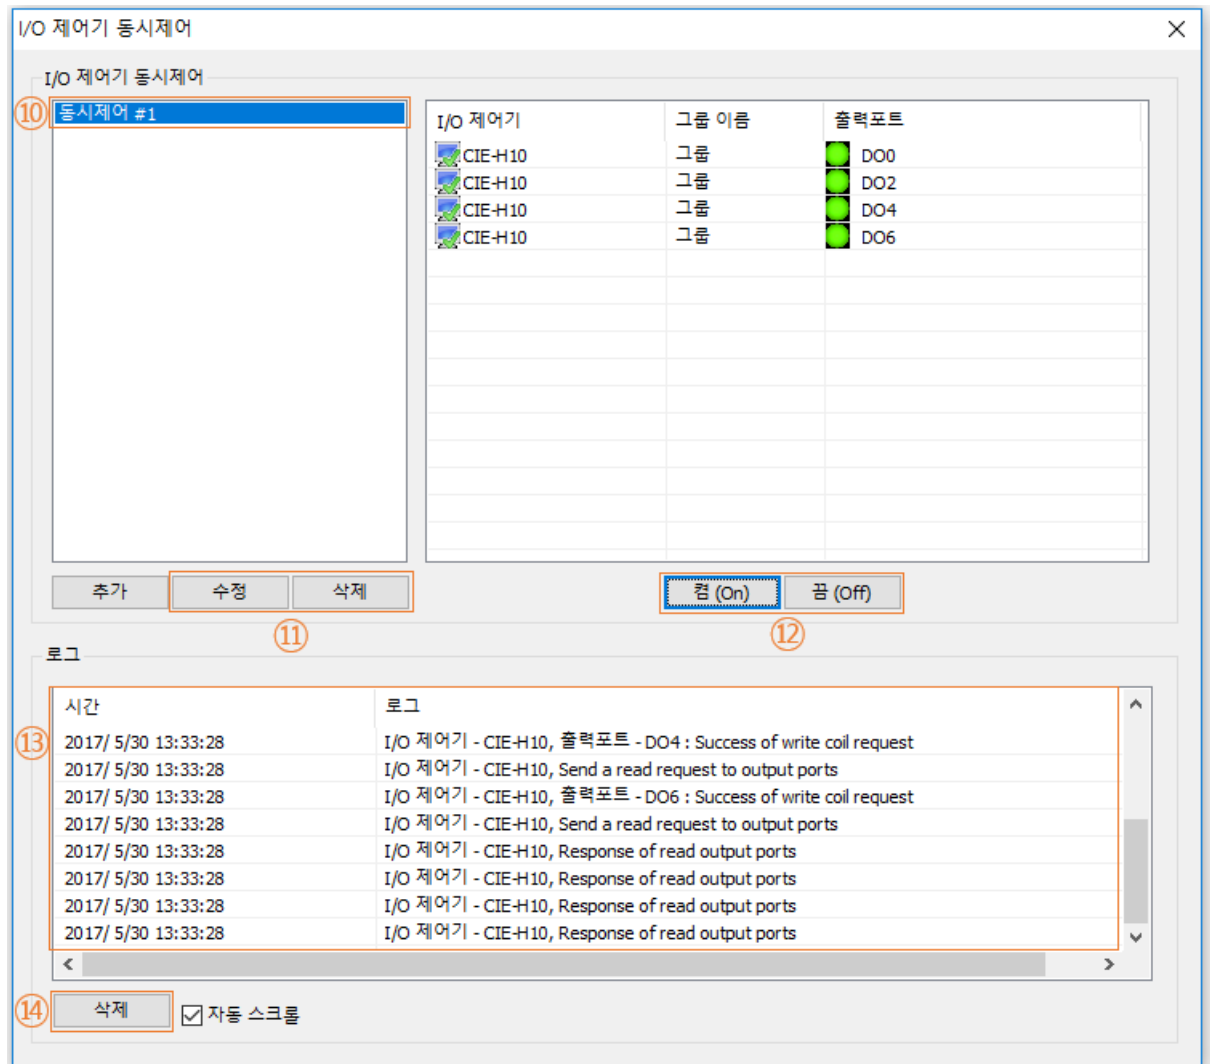 I/O 제어기 동시제어
I/O 제어기 동시제어
⑩ 동시제어 #1
I/O 제어기 그룹 이름 출력포트
CIE-H10 그룹 DO0
CIE-H10 그룹 DO2
CIE-H10 그룹 DO4
CIE-H10 그룹 DO6
추가 수정 삭제 켬 (On) 끔 (Off)
⑪ ⑫
로그
시간 로그
⑬ 2017/ 5/30 13:33:28 I/O 제어기 - CIE-H10, 출력포트 - DO4 : Success of write coil request
2017/ 5/30 13:33:28 I/O 제어기 - CIE-H10, Send a read request to output ports
2017/ 5/30 13:33:28 I/O 제어기 - CIE-H10, 출력포트 - DO6 : Success of write coil request
2017/ 5/30 13:33:28 I/O 제어기 - CIE-H10, Send a read request to output ports
2017/ 5/30 13:33:28 I/O 제어기 - CIE-H10, Response of read output ports
2017/ 5/30 13:33:28 I/O 제어기 - CIE-H10, Response of read output ports
2017/ 5/30 13:33:28 I/O 제어기 - CIE-H10, Response of read output ports
2017/ 5/30 13:33:28 I/O 제어기 - CIE-H10, Response of read output ports
⑭ 삭제 자동 스크롤